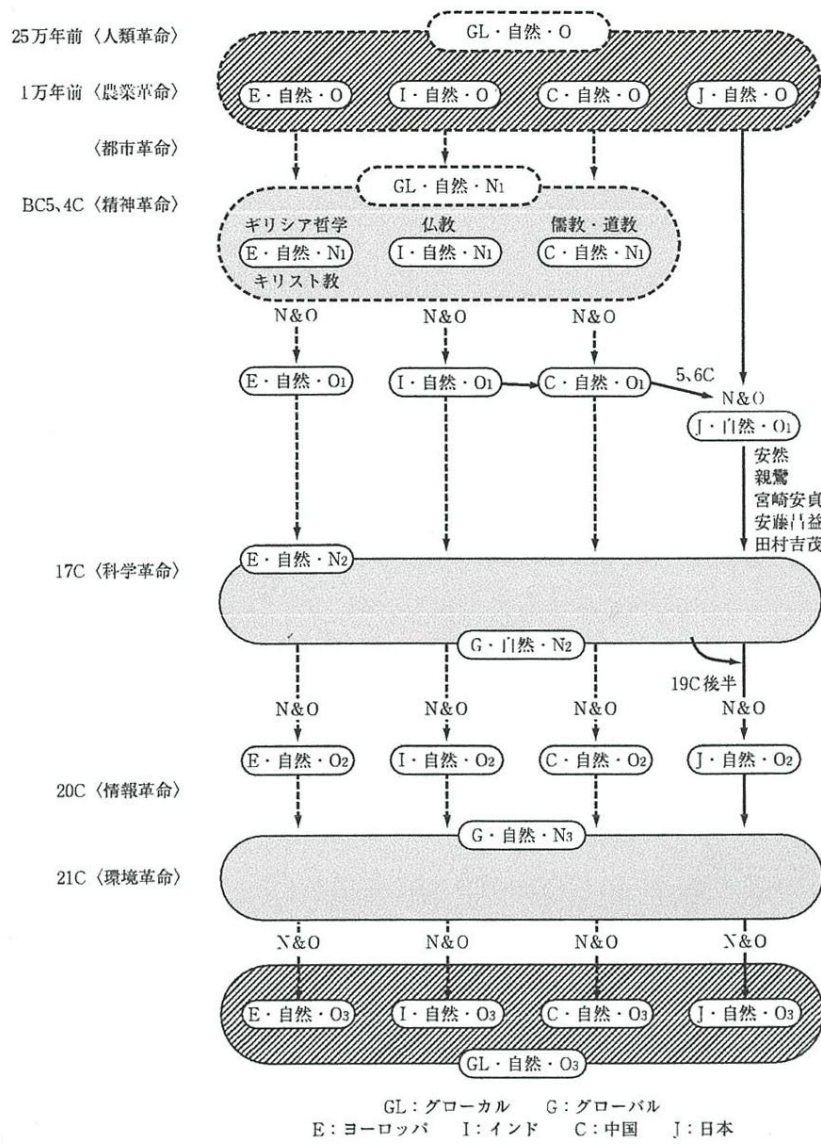 25万年前〈人類革命〉
GL・自然・O
1万年前〈農業革命〉
E・自然・O
I・自然・O
C・自然・O
J・自然・O
〈都市革命〉
GL・自然・N₁
BC5、4C〈精神革命〉
ギリシア哲学
仏教
儒教・道教
E・自然・N₁
I・自然・N₁
C・自然・N₁
キリスト教
N&O
N&O
N&O
E・自然・O₁
I・自然・O₁
C・自然・O₁
5、6C
N&O
J・自然・O₁
安然
親鸞
宮崎安貞
安藤昌益
田村吉茂
E・自然・N₂
17C〈科学革命〉
G・自然・N₂
19C後半
N&O
N&O
N&O
N&O
E・自然・O₂
I・自然・O₂
C・自然・O₂
J・自然・O₂
20C〈情報革命〉
G・自然・N₃
21C〈環境革命〉
N&O
N&O
N&O
N&O
E・自然・O₃
I・自然・O₃
C・自然・O₃
J・自然・O₃
GL・自然・O₃
GL：グローカル G：グローバル
E：ヨーロッパ I：インド C：中国 J：日本